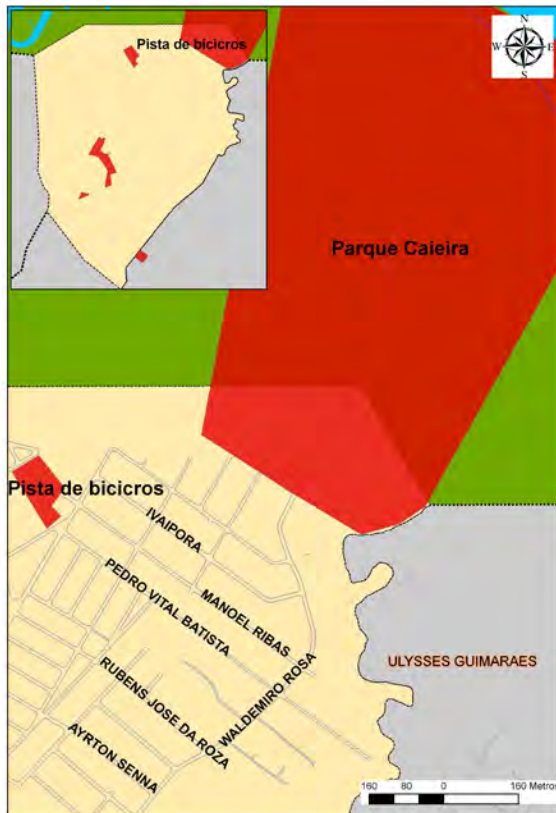 Pista de bicicros
N
W
E
S
Parque Caieira
Pista de bicicros
IVAIPORA
MANOEL RIBAS
PEDRO VITAL BATISTA
WALDEMIRO ROSA
RUBENS JOSE DA ROZA
AYRTON SENNA
ULYSSES GUIMARAES
160 80 0 160 Metros